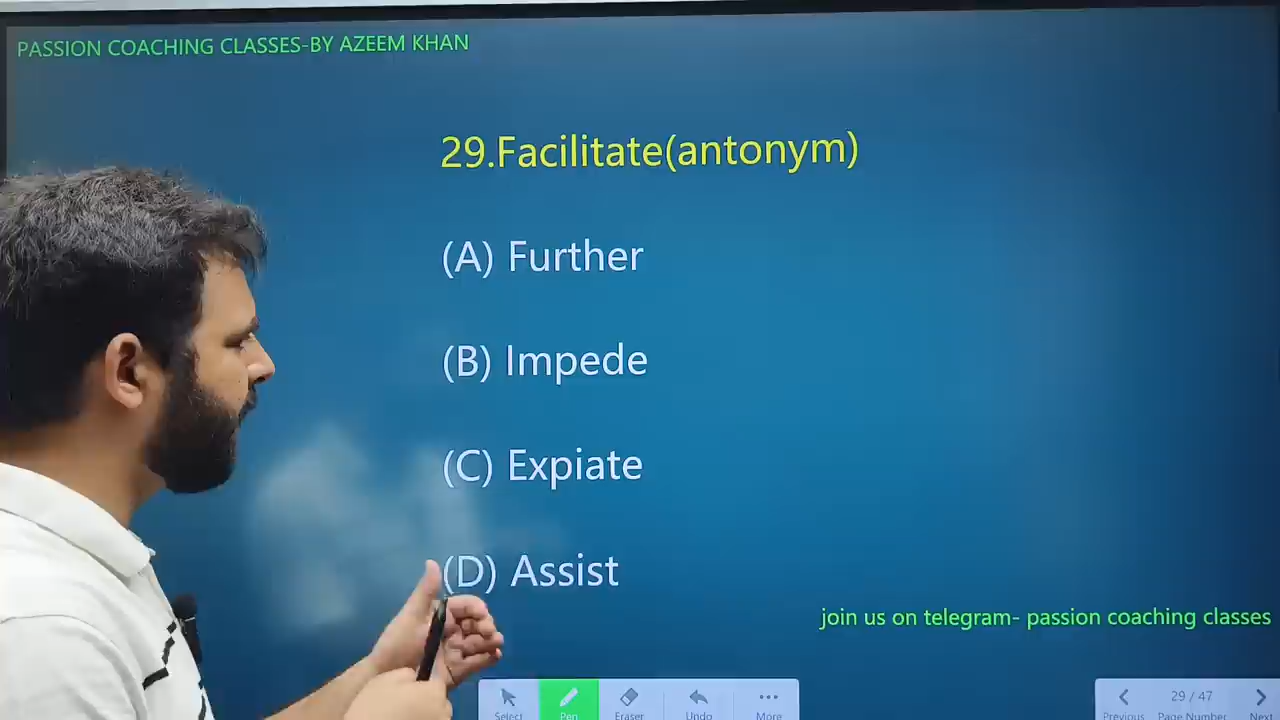 PASSION COACHING CLASSES-BY AZEEM KHAN
29.Facilitate(antonym)
(A) Further
(B) Impede
(C) Expiate
(D) Assist
join us on telegram- passion coaching classes
Select
Pen
Eraser
Undo
More
Previous
29 / 47
Page Number
Next